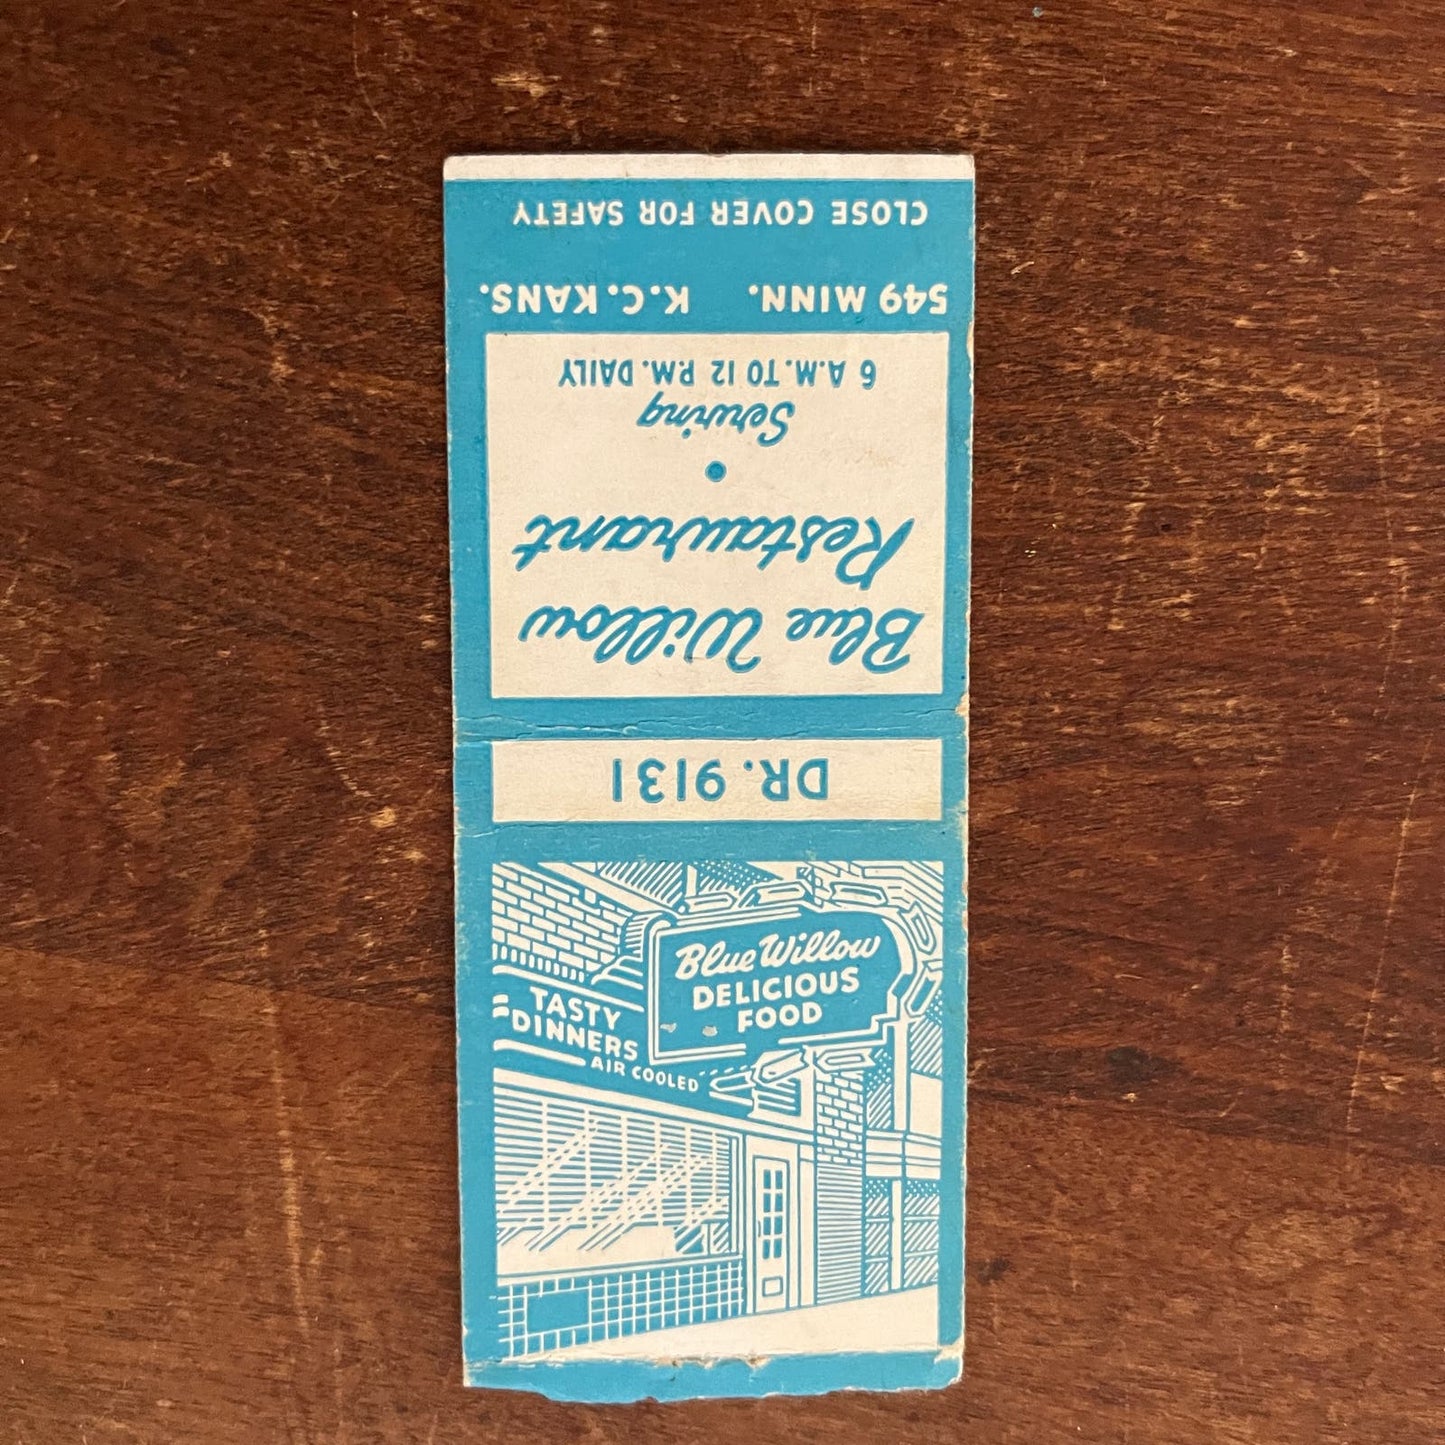 Blue Willow
Restaurant
•
Serving
6 A.M. TO 12 P.M. DAILY
549 MINN. K.C. KANS.
CLOSE COVER FOR SAFETY
DR. 9131
Blue Willow
DELICIOUS
FOOD
TASTY
DINNERS
AIR COOLED